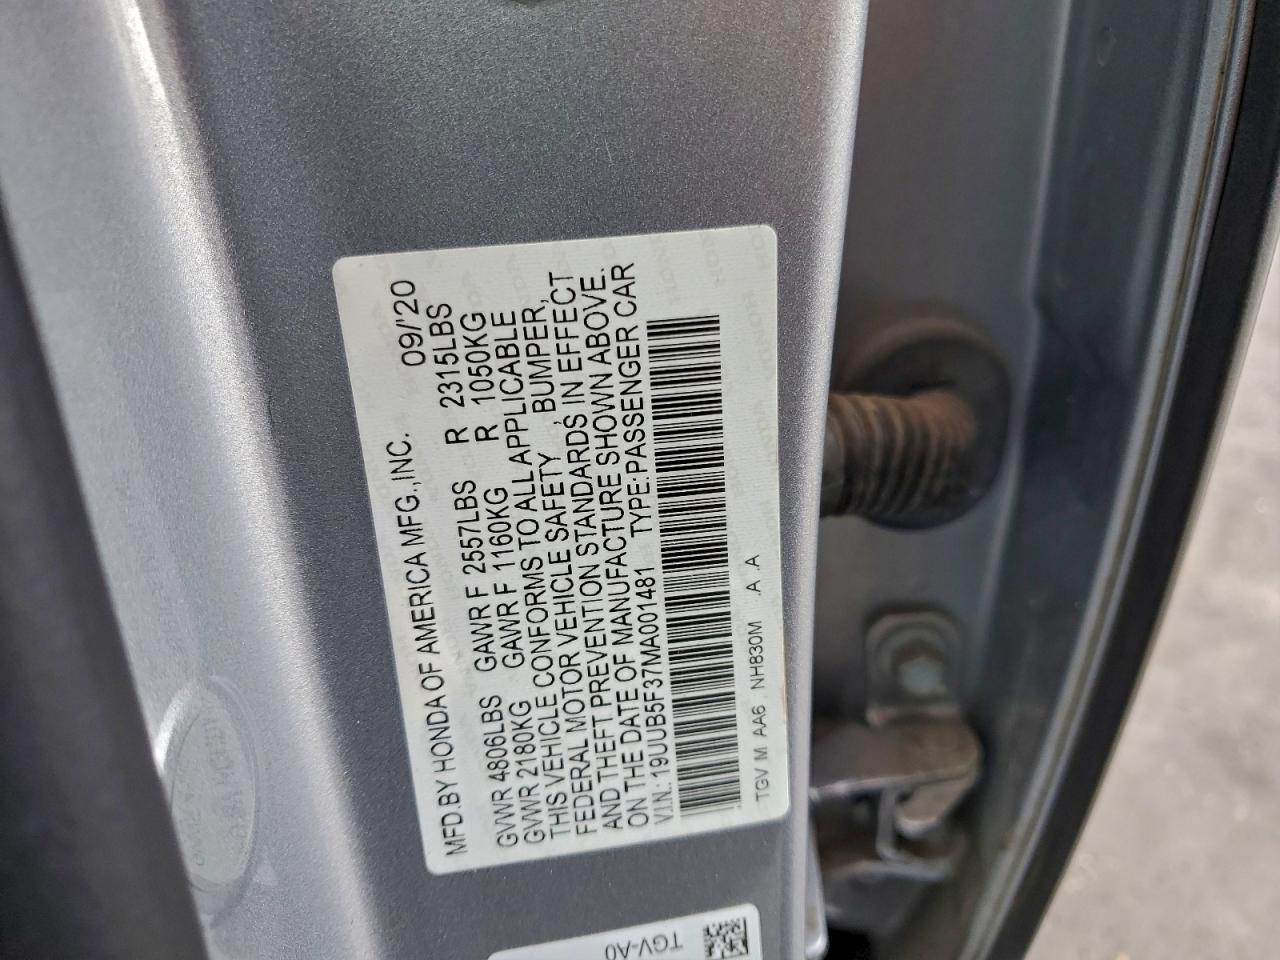 MFD.BY HONDA OF AMERICA MFG.,INC. 09/'20
GVWR 4806LBS GAWR F 2557LBS R 2315LBS
GVWR 2180KG GAWR F 1160KG R 1050KG
THIS VEHICLE CONFORMS TO ALL APPLICABLE
FEDERAL MOTOR VEHICLE SAFETY, BUMPER,
AND THEFT PREVENTION STANDARDS IN EFFECT
ON THE DATE OF MANUFACTURE SHOWN ABOVE.
V.I.N.: 19UUB5F37MA001481 TYPE:PASSENGER CAR
TGV M AA6 NH830M A .A
TGV-A0